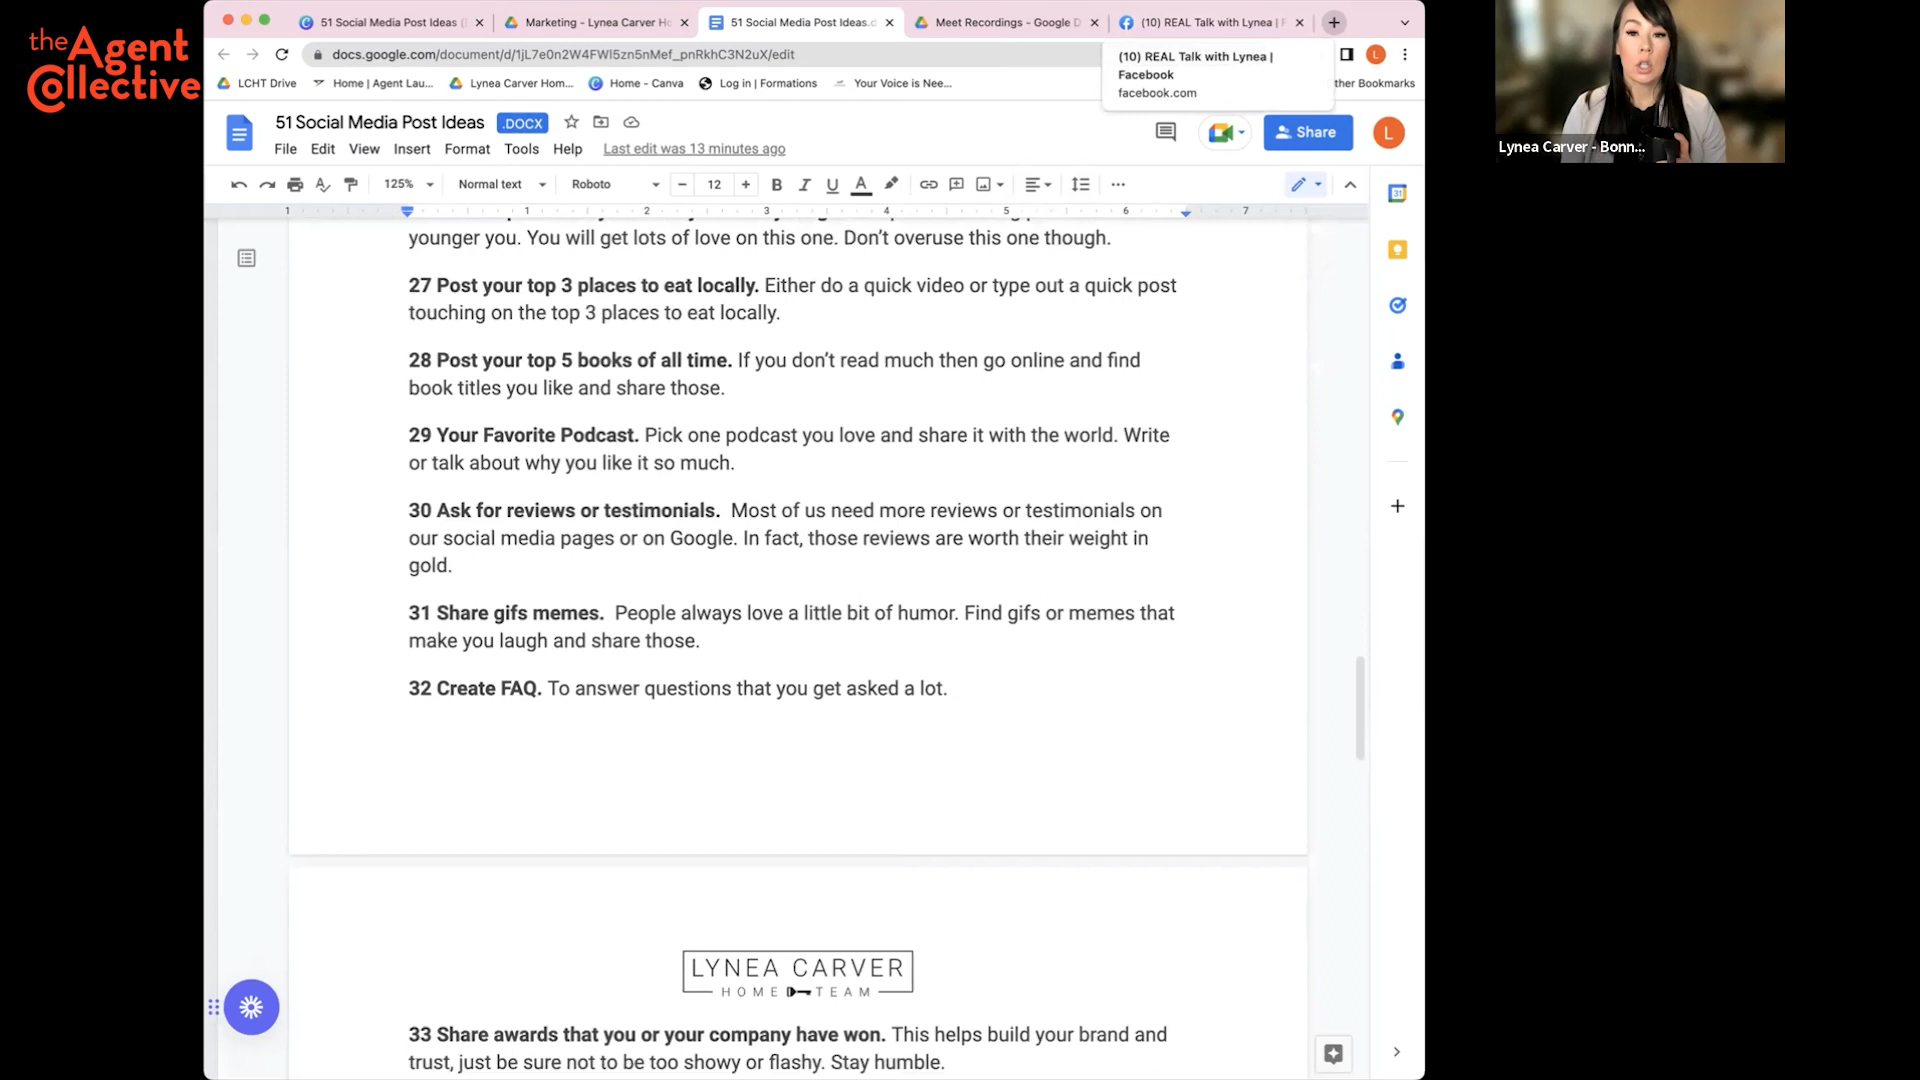 the
Agent
Collective
51 Social Media Post Ideas (
Marketing - Lynea Carver Ho
51 Social Media Post Ideas.d
Meet Recordings - Google D
(10) REAL Talk with Lynea | F
docs.google.com/document/d/1jL7e0n2W4FWl5zn5nMef_pnRkhC3N2uX/edit
L
(10) REAL Talk with Lynea |
Facebook
facebook.com
LCHT Drive
Home | Agent Lau...
Lynea Carver Hom...
Home - Canva
Log in | Formations
Your Voice is Nee...
ther Bookmarks
51 Social Media Post Ideas
.DOCX
Share
L
File Edit View Insert Format Tools Help Last edit was 13 minutes ago
125% Normal text Roboto 12 B I U A
1 1 2 3 4 5 6 7
younger you. You will get lots of love on this one. Don’t overuse this one though.
27 Post your top 3 places to eat locally. Either do a quick video or type out a quick post
touching on the top 3 places to eat locally.
28 Post your top 5 books of all time. If you don’t read much then go online and find
book titles you like and share those.
29 Your Favorite Podcast. Pick one podcast you love and share it with the world. Write
or talk about why you like it so much.
30 Ask for reviews or testimonials. Most of us need more reviews or testimonials on
our social media pages or on Google. In fact, those reviews are worth their weight in
gold.
31 Share gifs memes. People always love a little bit of humor. Find gifs or memes that
make you laugh and share those.
32 Create FAQ. To answer questions that you get asked a lot.
LYNEA CARVER
HOME TEAM
33 Share awards that you or your company have won. This helps build your brand and
trust, just be sure not to be too showy or flashy. Stay humble.
31
Lynea Carver - Bonn...